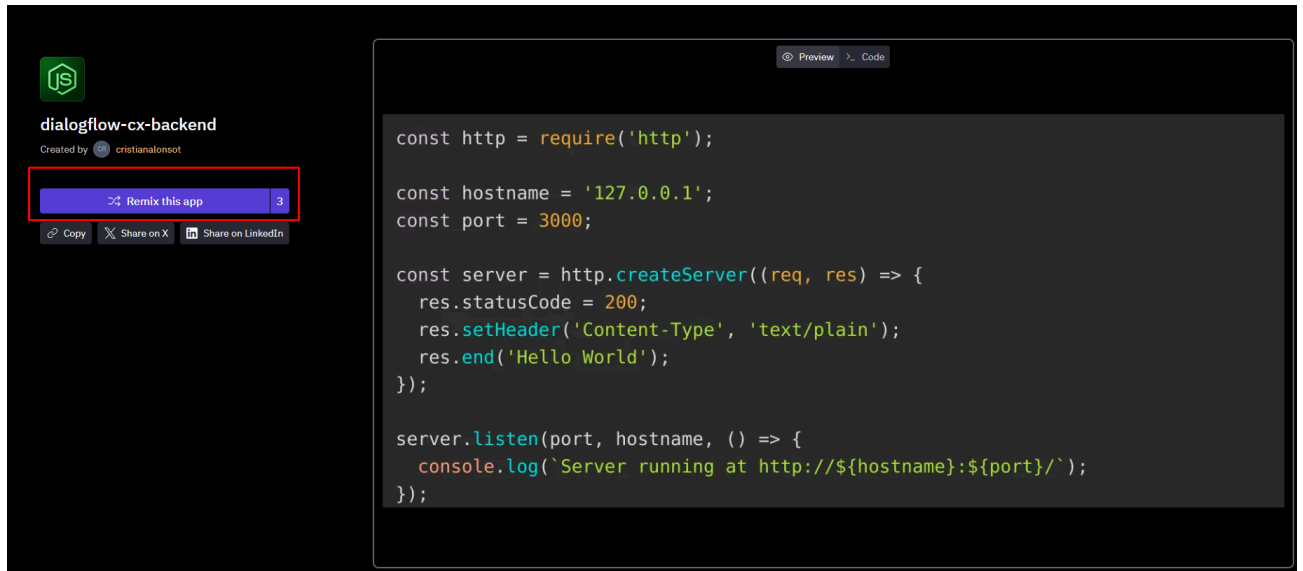 JS
dialogflow-cx-backend
Created by CR cristianalonsot
Remix this app 3
Copy Share on X in Share on LinkedIn
Preview >_ Code
const http = require('http');
const hostname = '127.0.0.1';
const port = 3000;
const server = http.createServer((req, res) => {
  res.statusCode = 200;
  res.setHeader('Content-Type', 'text/plain');
  res.end('Hello World');
});
server.listen(port, hostname, () => {
  console.log(`Server running at http://${hostname}:${port}/`);
});